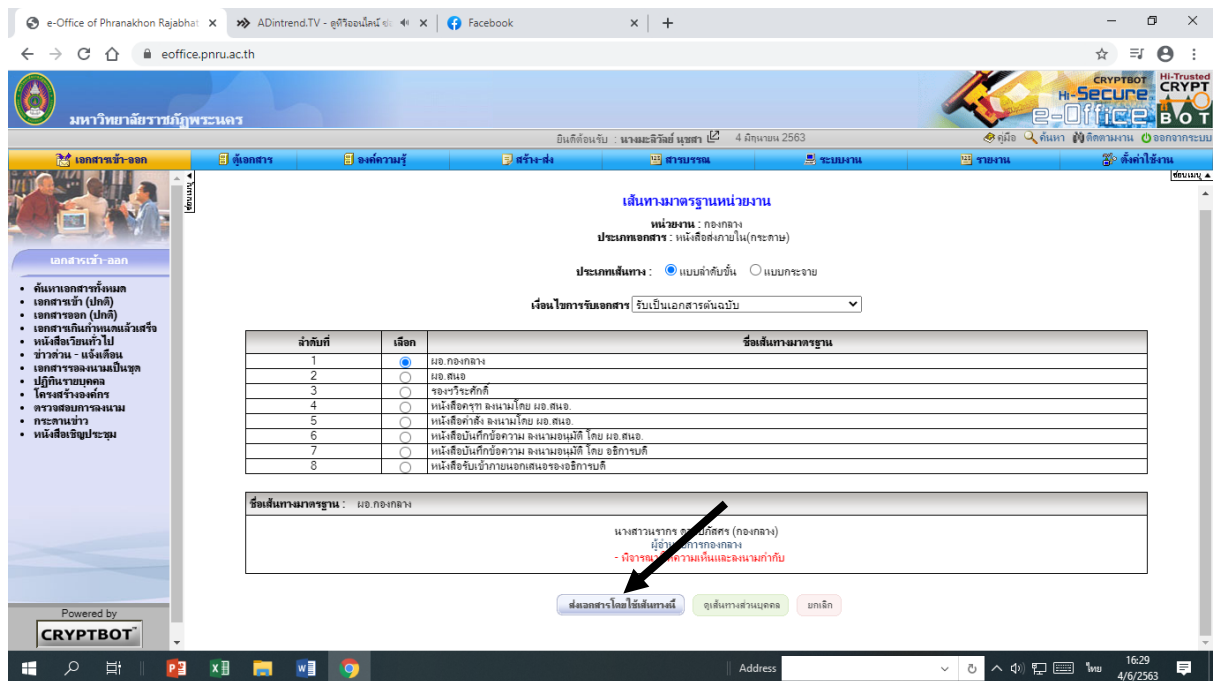 e-Office of Phranakhon Rajabhat
ADintrend.TV - ดูทีวีออนไลน์ ช่
Facebook
eoffice.pnru.ac.th
มหาวิทยาลัยราชภัฏพระนคร
CRYPTBOT
Hi-Secure
e-Office
Hi-Trusted
CRYPT
BOT
ยินดีต้อนรับ : นางมะลิวัลย์ นุชสา 4 มิถุนายน 2563
คู่มือ ค้นหา ติดตามงาน ออกจากระบบ
เอกสารเข้า-ออก ตู้เอกสาร องค์ความรู้ สร้าง-ส่ง สารบรรณ ระบบงาน รายงาน ตั้งค่าใช้งาน
ซ่อนเมนู
ซ่อนเมนู
เอกสารเข้า-ออก
• ค้นหาเอกสารทั้งหมด
• เอกสารเข้า (ปกติ)
• เอกสารออก (ปกติ)
• เอกสารเกินกำหนดแล้วเสร็จ
• หนังสือเวียนทั่วไป
• ข่าวด่วน - แจ้งเตือน
• เอกสารรอลงนามเป็นชุด
• ปฏิทินรายบุคคล
• โครงสร้างองค์กร
• ตรวจสอบการลงนาม
• กระดานข่าว
• หนังสือเชิญประชุม
Powered by
CRYPTBOT
เส้นทางมาตรฐานหน่วยงาน
หน่วยงาน : กองกลาง
ประเภทเอกสาร : หนังสือส่งภายใน(กระดาษ)
ประเภทเส้นทาง : แบบลำดับขั้น แบบกระจาย
เงื่อนไขการรับเอกสาร รับเป็นเอกสารต้นฉบับ
ลำดับที่ เลือก ชื่อเส้นทางมาตรฐาน
1 ผอ.กองกลาง
2 ผอ.สนอ
3 รองฯวีระศักดิ์
4 หนังสือครุฑ ลงนามโดย ผอ.สนอ.
5 หนังสือคำสั่ง ลงนามโดย ผอ.สนอ.
6 หนังสือบันทึกข้อความ ลงนามอนุมัติ โดย ผอ.สนอ.
7 หนังสือบันทึกข้อความ ลงนามอนุมัติ โดย อธิการบดี
8 หนังสือรับเข้าภายนอกเสนอรองอธิการบดี
ชื่อเส้นทางมาตรฐาน : ผอ.กองกลาง
นางสาวนรากร (กองกลาง)
ผู้อำนวยการกองกลาง
- พิจารณาให้ความเห็นและลงนามกำกับ
ส่งเอกสารโดยใช้เส้นทางนี้ ดูเส้นทางส่วนบุคคล ยกเลิก
Address
ไทย
16:29
4/6/2563